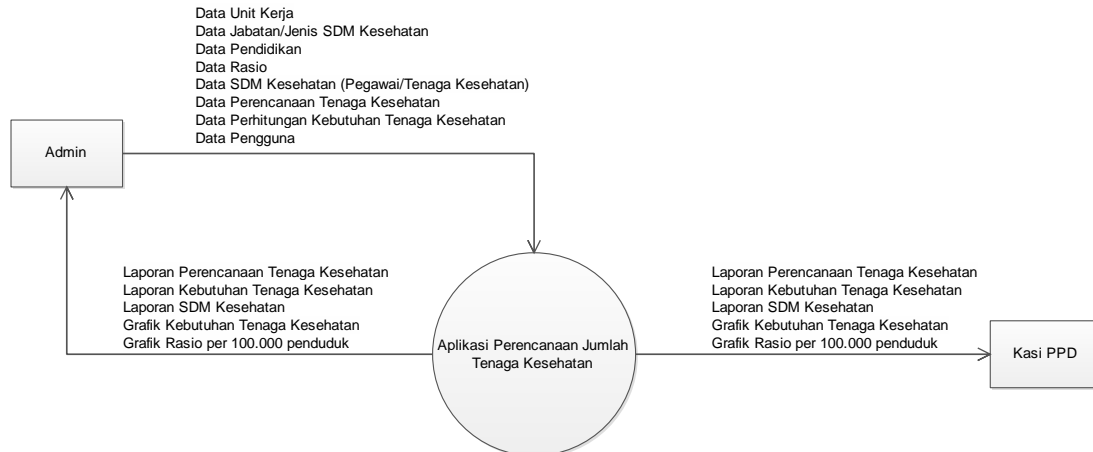 Data Unit Kerja
Data Jabatan/Jenis SDM Kesehatan
Data Pendidikan
Data Rasio
Data SDM Kesehatan (Pegawai/Tenaga Kesehatan)
Data Perencanaan Tenaga Kesehatan
Data Perhitungan Kebutuhan Tenaga Kesehatan
Data Pengguna
Admin
Laporan Perencanaan Tenaga Kesehatan
Laporan Kebutuhan Tenaga Kesehatan
Laporan SDM Kesehatan
Grafik Kebutuhan Tenaga Kesehatan
Grafik Rasio per 100.000 penduduk
Aplikasi Perencanaan Jumlah
Tenaga Kesehatan
Laporan Perencanaan Tenaga Kesehatan
Laporan Kebutuhan Tenaga Kesehatan
Laporan SDM Kesehatan
Grafik Kebutuhan Tenaga Kesehatan
Grafik Rasio per 100.000 penduduk
Kasi PPD